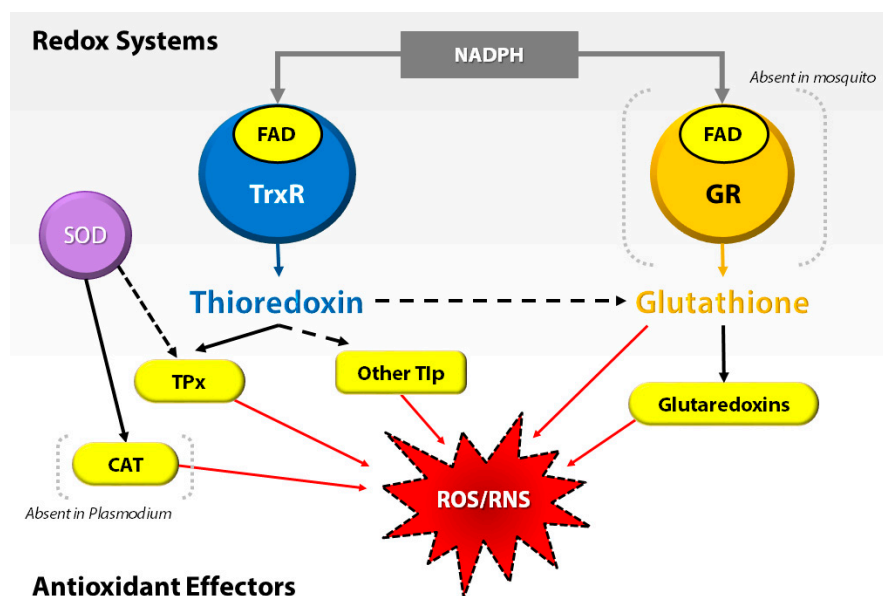 Redox Systems
NADPH
Absent in mosquito
FAD
FAD
TrxR
GR
SOD
Thioredoxin
Glutathione
TPx
Other Tlp
Glutaredoxins
CAT
ROS/RNS
Absent in Plasmodium
Antioxidant Effectors